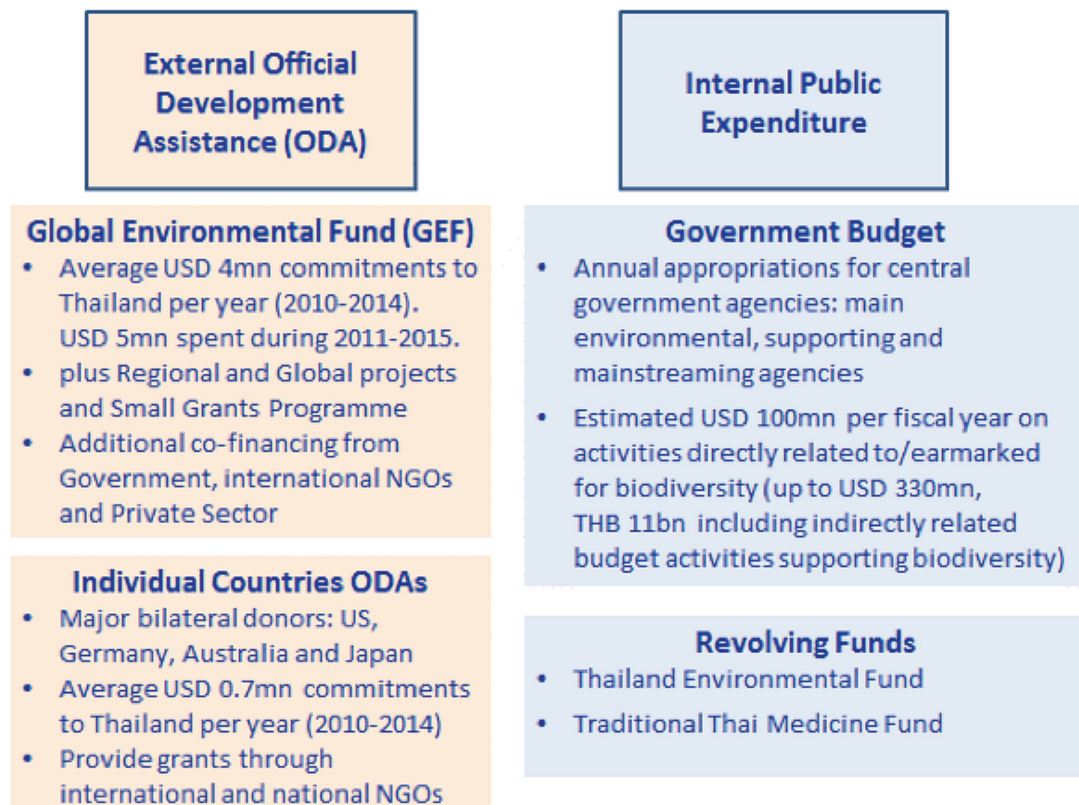 External Official
Development
Assistance (ODA)
Global Environmental Fund (GEF)
• Average USD 4mn commitments to
Thailand per year (2010-2014).
USD 5mn spent during 2011-2015.
• plus Regional and Global projects
and Small Grants Programme
• Additional co-financing from
Government, international NGOs
and Private Sector
Individual Countries ODAs
• Major bilateral donors: US,
Germany, Australia and Japan
• Average USD 0.7mn commitments
to Thailand per year (2010-2014)
• Provide grants through
international and national NGOs
Internal Public
Expenditure
Government Budget
• Annual appropriations for central
government agencies: main
environmental, supporting and
mainstreaming agencies
• Estimated USD 100mn per fiscal year on
activities directly related to/earmarked
for biodiversity (up to USD 330mn,
THB 11bn including indirectly related
budget activities supporting biodiversity)
Revolving Funds
• Thailand Environmental Fund
• Traditional Thai Medicine Fund